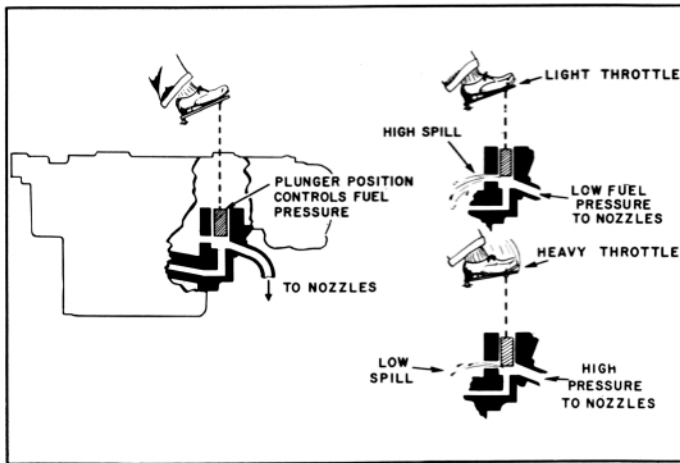 PLUNGER POSITION
CONTROLS FUEL
PRESSURE
TO NOZZLES
LIGHT THROTTLE
HIGH SPILL
LOW FUEL
PRESSURE
TO NOZZLES
HEAVY THROTTLE
LOW
SPILL
HIGH
PRESSURE
TO NOZZLES